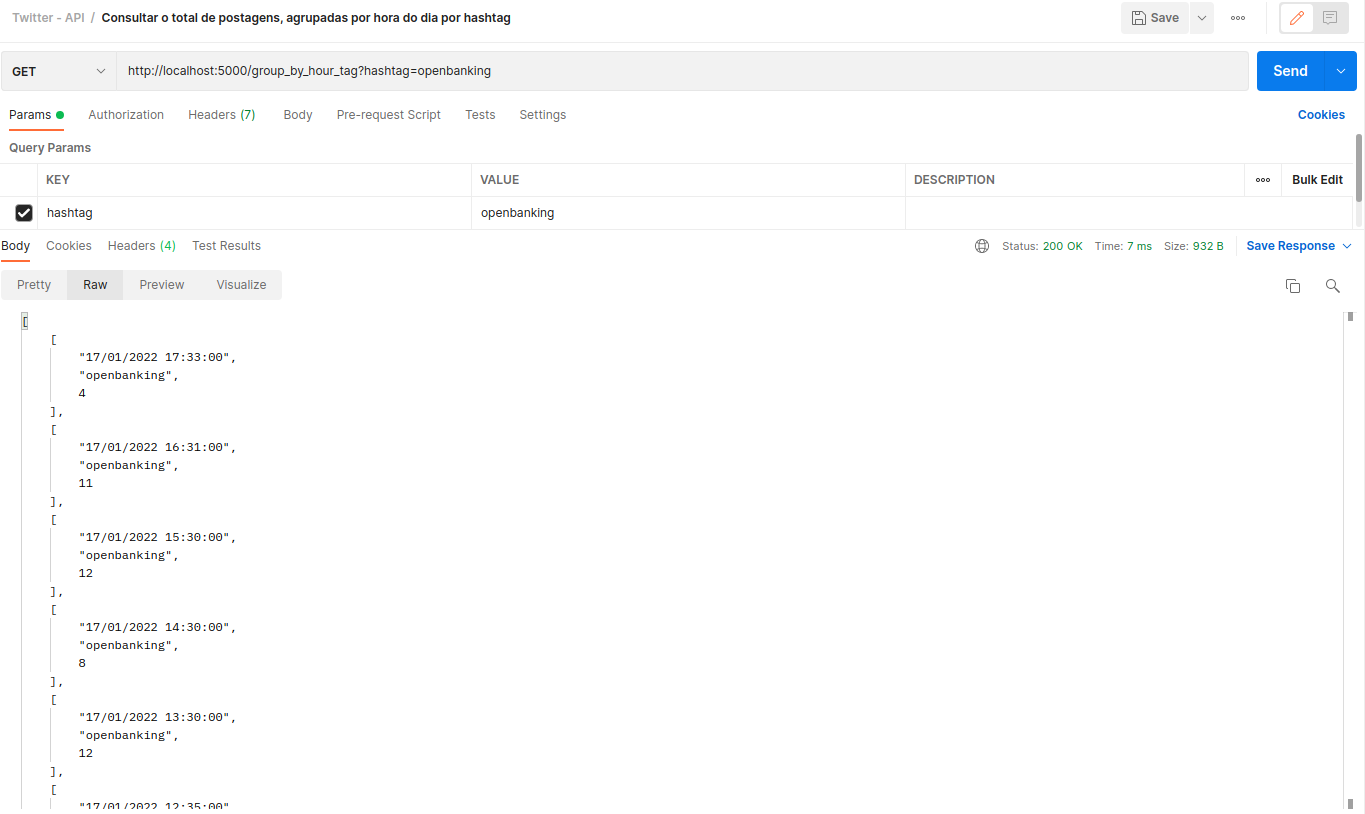 Twitter - API / Consultar o total de postagens, agrupadas por hora do dia por hashtag
Save
GET
http://localhost:5000/group_by_hour_tag?hashtag=openbanking
Send
Params Authorization Headers (7) Body Pre-request Script Tests Settings Cookies
Query Params
KEY VALUE DESCRIPTION Bulk Edit
hashtag openbanking
Body Cookies Headers (4) Test Results Status: 200 OK Time: 7 ms Size: 932 B Save Response
Pretty Raw Preview Visualize
[
[
"17/01/2022 17:33:00",
"openbanking",
4
],
[
"17/01/2022 16:31:00",
"openbanking",
11
],
[
"17/01/2022 15:30:00",
"openbanking",
12
],
[
"17/01/2022 14:30:00",
"openbanking",
8
],
[
"17/01/2022 13:30:00",
"openbanking",
12
],
[
"17/01/2022 12:35:00",